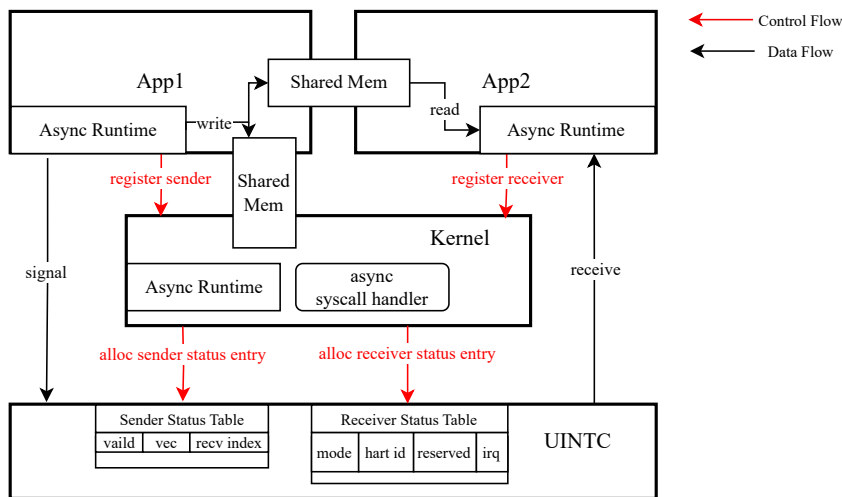 Control Flow
Data Flow
App1
Shared Mem
App2
Async Runtime
write
read
Async Runtime
register sender
Shared
Mem
register receiver
Kernel
signal
receive
Async Runtime
async
syscall handler
alloc sender status entry
alloc receiver status entry
Sender Status Table
Receiver Status Table
vaild
vec
recv index
mode
hart id
reserved
irq
UINTC